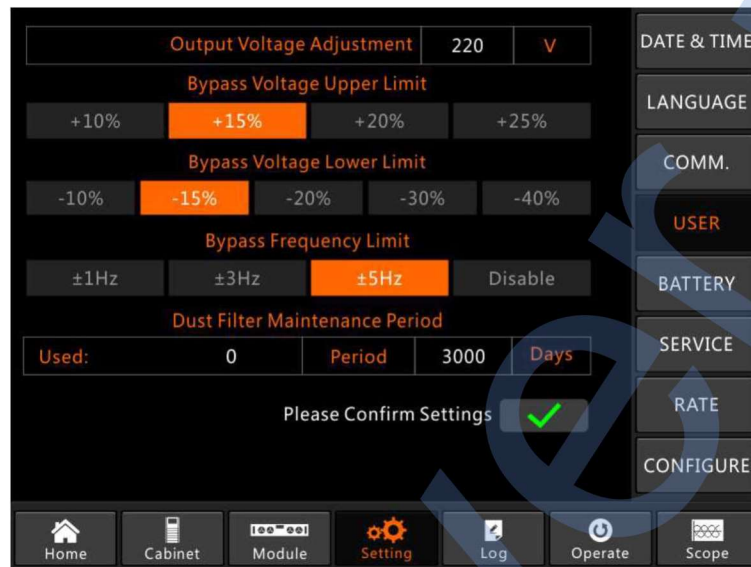 Output Voltage Adjustment 220 V
Bypass Voltage Upper Limit
+10% +15% +20% +25%
Bypass Voltage Lower Limit
-10% -15% -20% -30% -40%
Bypass Frequency Limit
±1Hz ±3Hz ±5Hz Disable
Dust Filter Maintenance Period
Used: 0 Period 3000 Days
Please Confirm Settings
DATE & TIME
LANGUAGE
COMM.
USER
BATTERY
SERVICE
RATE
CONFIGURE
Home Cabinet Module Setting Log Operate Scope